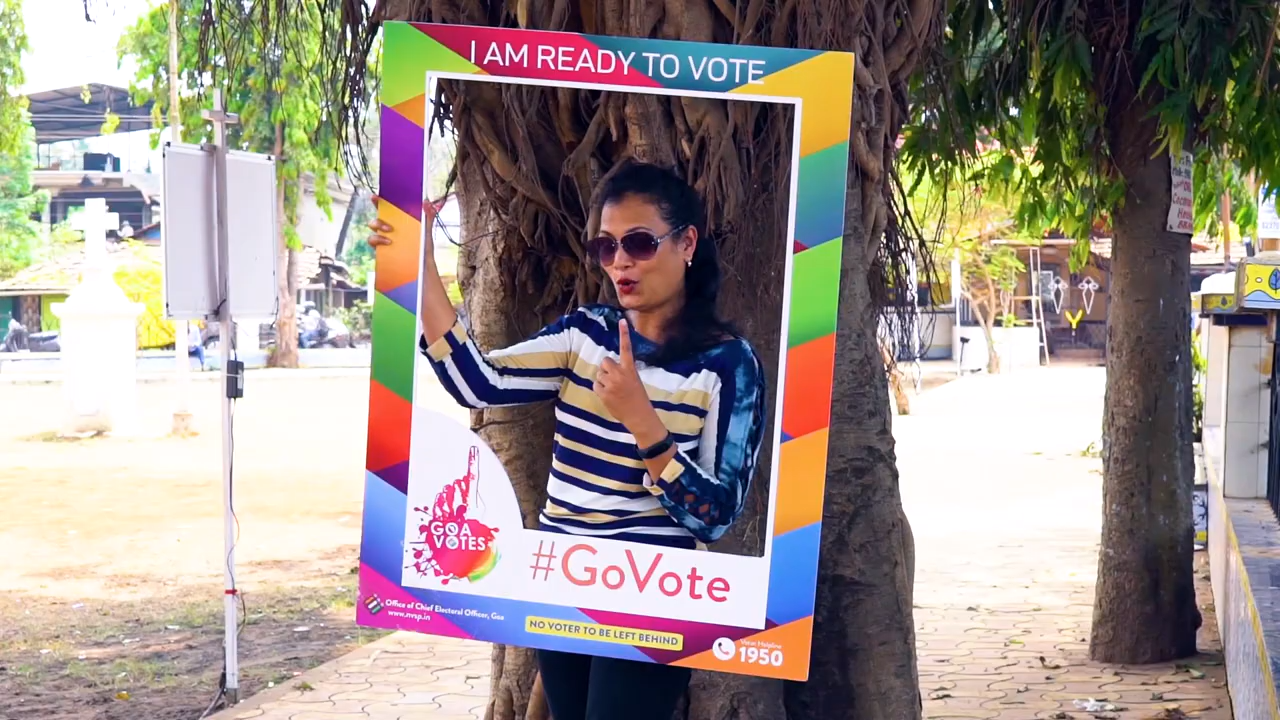 I AM READY TO VOTE
GOA
VOTES
#GoVote
Office of Chief Electoral Officer, Goa
www.nvsp.in
NO VOTER TO BE LEFT BEHIND
Voter Helpline
1950